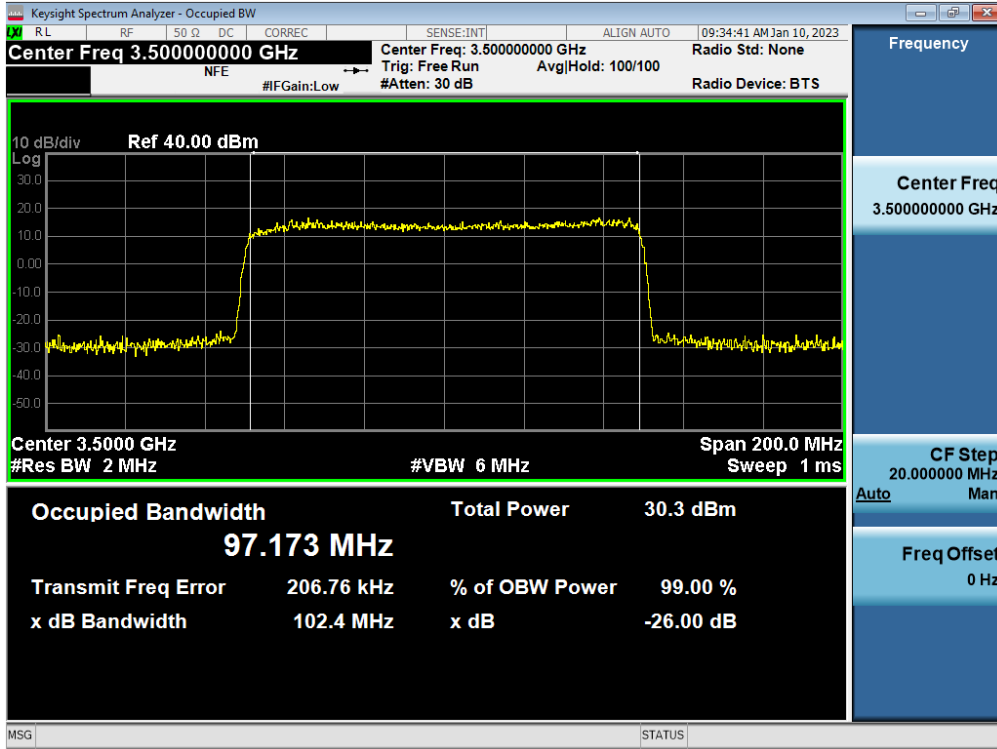 Keysight Spectrum Analyzer - Occupied BW
LXI RL RF 50 Ω DC CORREC SENSE:INT ALIGN AUTO 09:34:41 AM Jan 10, 2023
Center Freq 3.500000000 GHz
NFE
#IFGain:Low
Center Freq: 3.500000000 GHz
Trig: Free Run Avg|Hold: 100/100
#Atten: 30 dB
Radio Std: None
Radio Device: BTS
Frequency
10 dB/div Ref 40.00 dBm
Log
30.0
20.0
10.0
0.00
-10.0
-20.0
-30.0
-40.0
-50.0
Center 3.5000 GHz Span 200.0 MHz
#Res BW 2 MHz #VBW 6 MHz Sweep 1 ms
Center Freq
3.500000000 GHz
CF Step
20.000000 MHz
Auto Man
Freq Offset
0 Hz
Occupied Bandwidth Total Power 30.3 dBm
97.173 MHz
Transmit Freq Error 206.76 kHz % of OBW Power 99.00 %
x dB Bandwidth 102.4 MHz x dB -26.00 dB
MSG STATUS